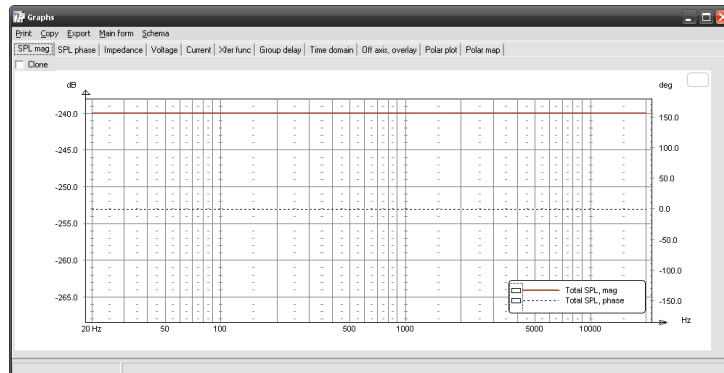 Graphs
Print Copy Export Main form Schema
SPL mag SPL phase Impedance Voltage Current Xfer func Group delay Time domain Off axis, overlay Polar plot Polar map
Clone
dB
deg
-240.0
150.0
-245.0
100.0
-250.0
50.0
-255.0
0.0
-50.0
-260.0
-100.0
-265.0
-150.0
Total SPL, mag
Total SPL, phase
Hz
20 Hz 50 100 500 1000 5000 10000